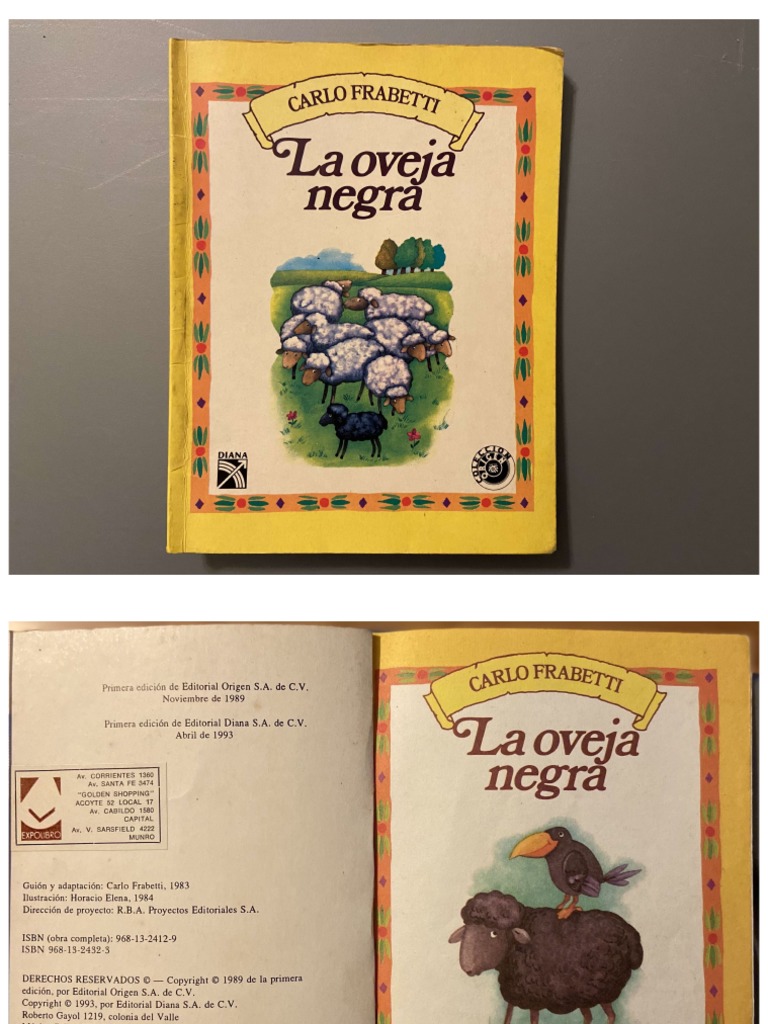 CARLO FRABETTI
La oveja
negra
DIANA
COLECCION
ORIGEN
Primera edición de Editorial Origen S.A. de C.V.
Noviembre de 1989
Primera edición de Editorial Diana S.A. de C.V.
Abril de 1993
EXPOLIBRO
Av. CORRIENTES 1360
Av. SANTA FE 3474
"GOLDEN SHOPPING"
ACOYTE 52 LOCAL 17
Av. CABILDO 1580
CAPITAL
Av. V. SARSFIELD 4222
MUNRO
Guión y adaptación: Carlo Frabetti, 1983
Ilustración: Horacio Elena, 1984
Dirección de proyecto: R.B.A. Proyectos Editoriales S.A.
ISBN (obra completa): 968-13-2412-9
ISBN 968-13-2432-3
DERECHOS RESERVADOS © — Copyright © 1989 de la primera
edición, por Editorial Origen S.A. de C.V.
Copyright © 1993, por Editorial Diana S.A. de C.V.
Roberto Gayol 1219, colonia del Valle
CARLO FRABETTI
La oveja
negra